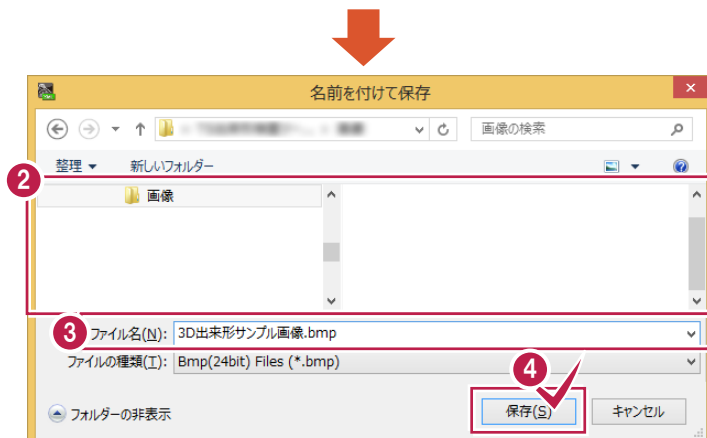 名前を付けて保存
画像の検索
整理 新しいフォルダー
2
画像
3 ファイル名(N): 3D出来形サンプル画像.bmp
ファイルの種類(T): Bmp(24bit) Files (*.bmp)
4
フォルダーの非表示 保存(S) キャンセル